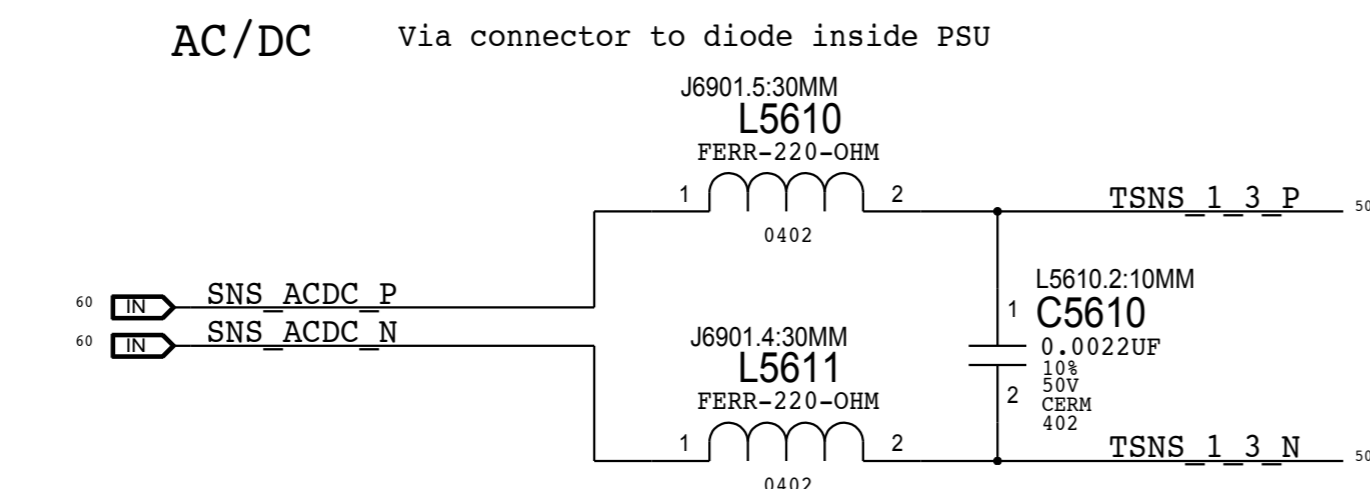 AC/DC Via connector to diode inside PSU
J6901.5:30MM
L5610
FERR-220-OHM
1 2
0402
TSNS_1_3_P 50
60 IN SNS_ACDC_P
60 IN SNS_ACDC_N
L5610.2:10MM
1 C5610
0.0022UF
10%
50V
2 CERM
402
J6901.4:30MM
L5611
FERR-220-OHM
1 2
0402
TSNS_1_3_N 50